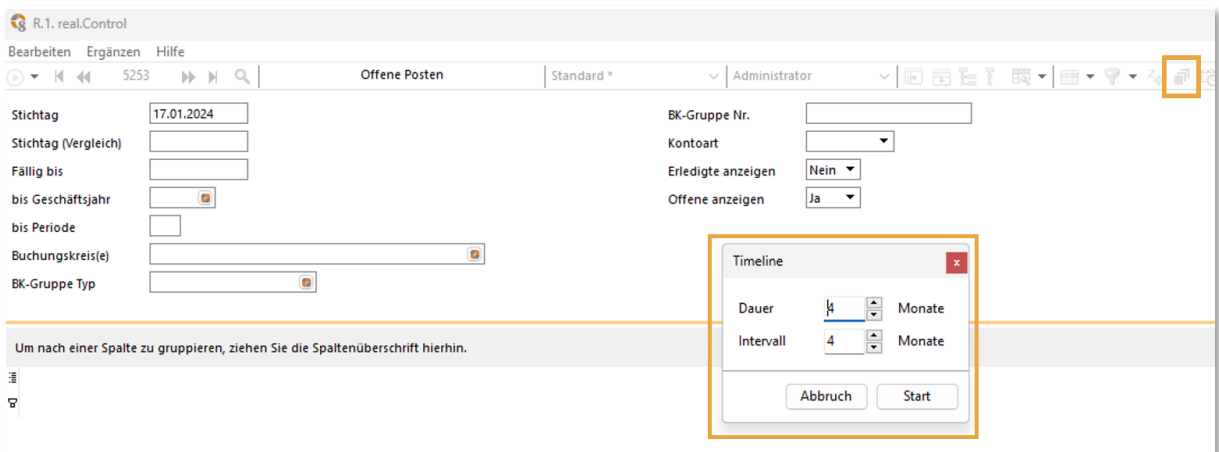 R.1. real.Control
Bearbeiten Ergänzen Hilfe
5253 Offene Posten Standard * Administrator
Stichtag 17.01.2024 BK-Gruppe Nr.
Stichtag (Vergleich) Kontoart
Fällig bis Erledigte anzeigen Nein
bis Geschäftsjahr Offene anzeigen Ja
bis Periode
Buchungskreis(e)
BK-Gruppe Typ
Timeline x
Dauer 4 Monate
Intervall 4 Monate
Abbruch Start
Um nach einer Spalte zu gruppieren, ziehen Sie die Spaltenüberschrift hierhin.